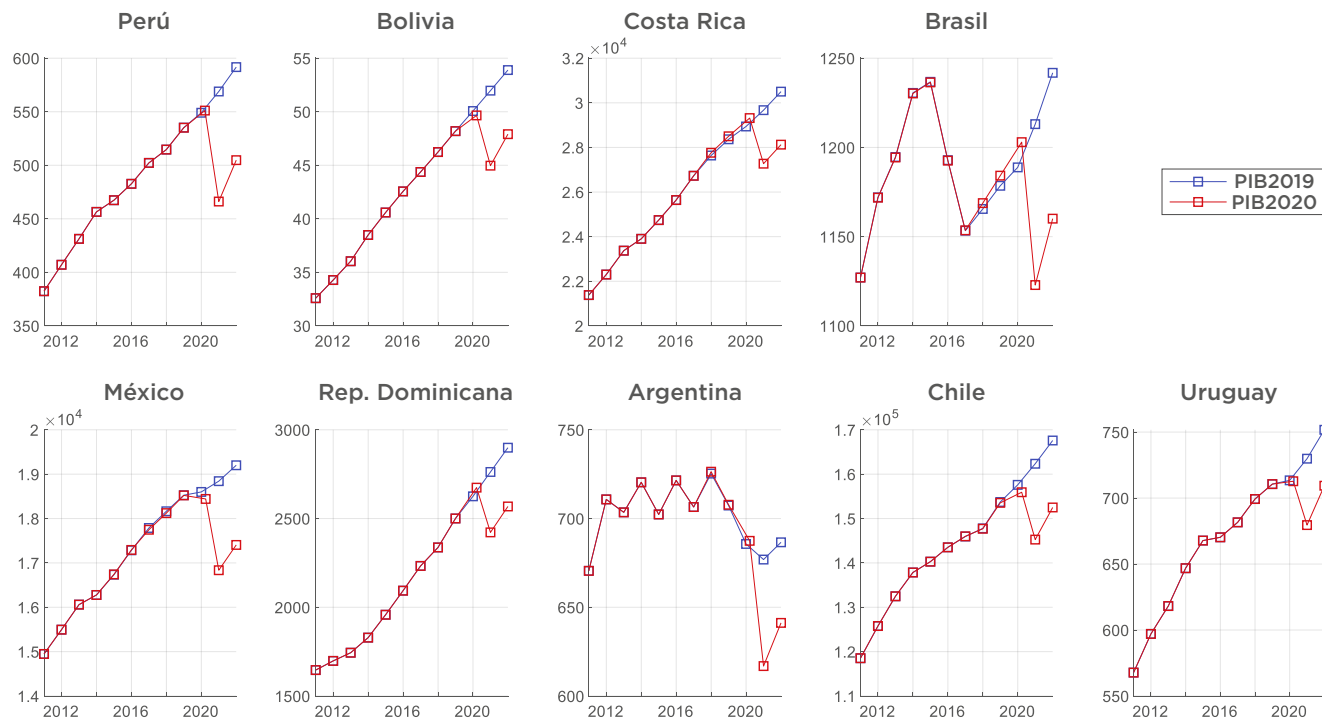 Perú
600
550
500
450
400
350
2012 2016 2020
Bolivia
55
50
45
40
35
30
2012 2016 2020
Costa Rica
×10⁴
3.2
3
2.8
2.6
2.4
2.2
2
2012 2016 2020
Brasil
1250
1200
1150
1100
2012 2016 2020
PIB2019
PIB2020
México
×10⁴
2
1.9
1.8
1.7
1.6
1.5
1.4
2012 2016 2020
Rep. Dominicana
3000
2500
2000
1500
2012 2016 2020
Argentina
750
700
650
600
2012 2016 2020
Chile
×10⁵
1.7
1.6
1.5
1.4
1.3
1.2
1.1
2012 2016 2020
Uruguay
750
700
650
600
550
2012 2016 2020